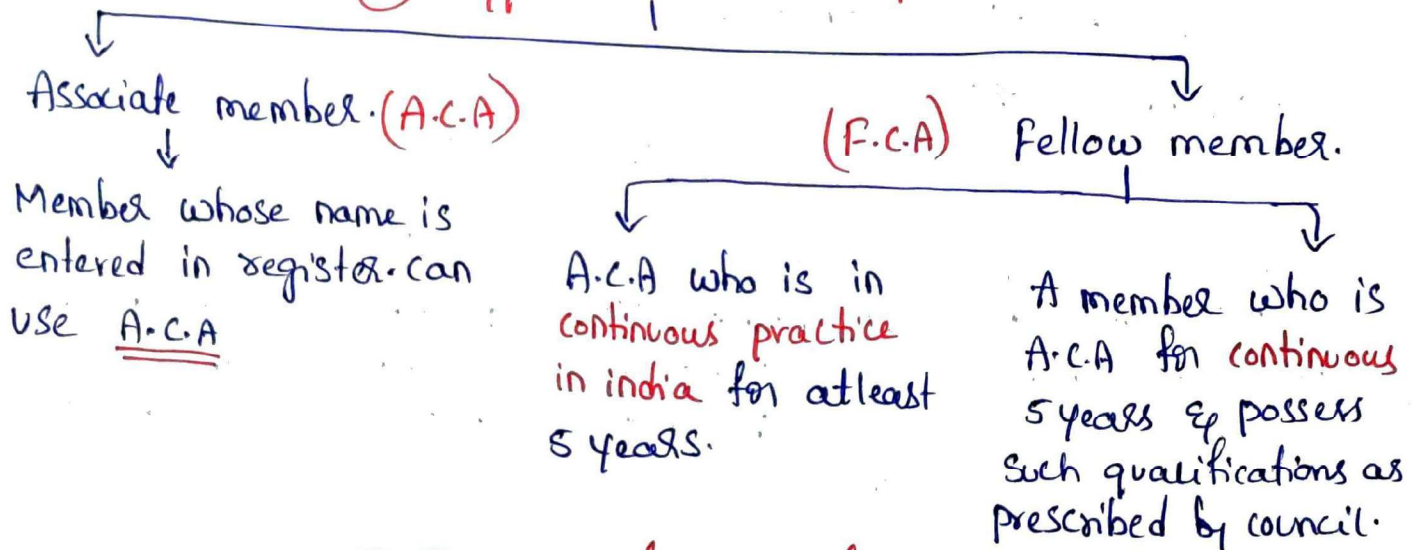 Associate member. (A.C.A)
(F.C.A) Fellow member.
Member whose name is
entered in register. can
use A.C.A
A.C.A who is in
continuous practice
in india for atleast
5 years.
A member who is
A.C.A for continuous
5 years & possess
Such qualifications as
prescribed by council.